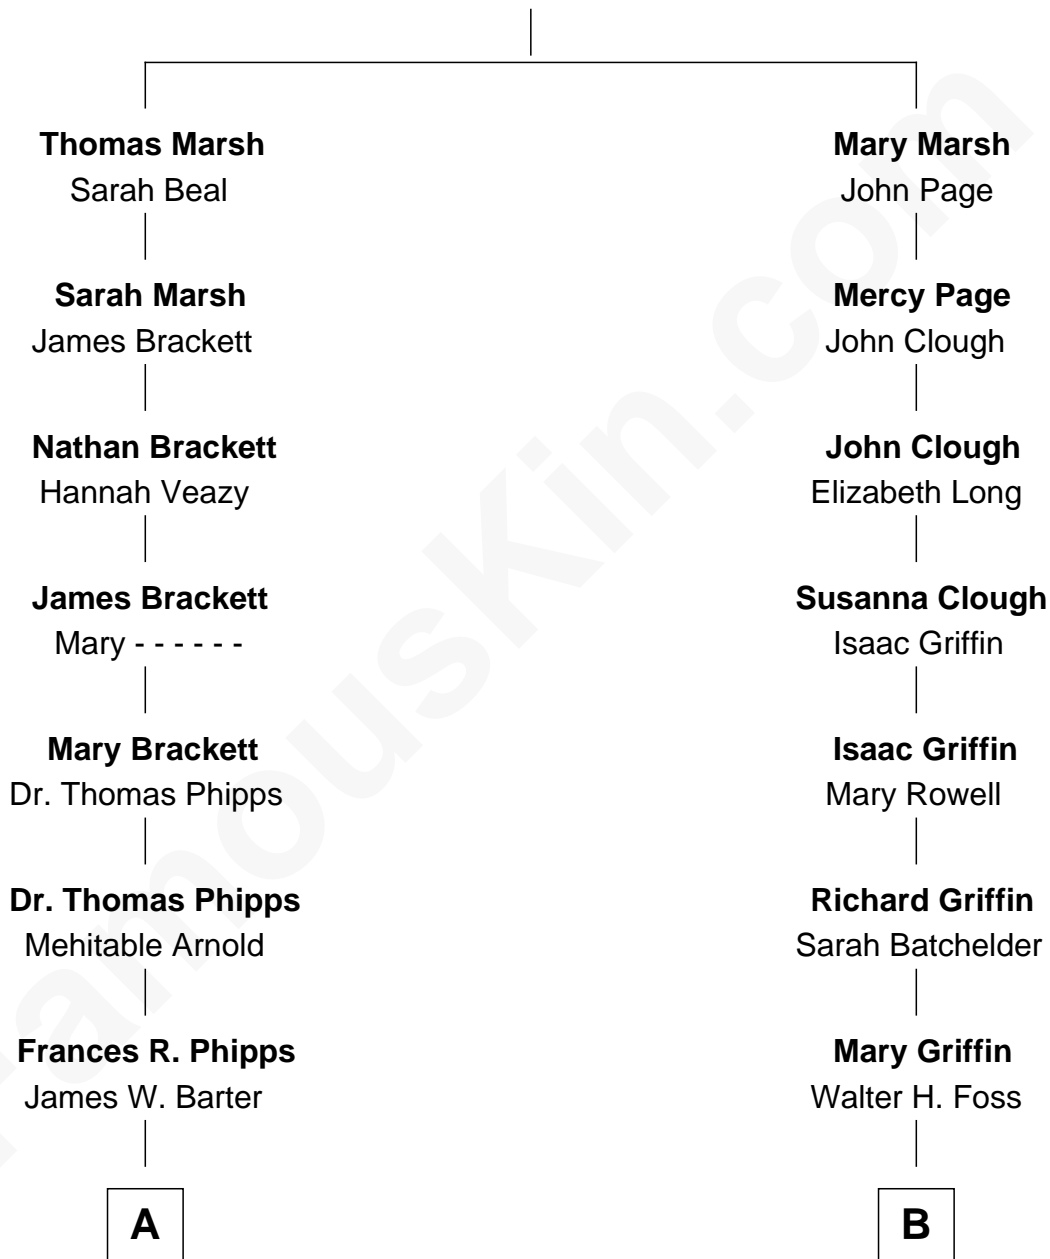 Thomas Marsh
Sarah Beal
Sarah Marsh
James Brackett
Nathan Brackett
Hannah Veazy
James Brackett
Mary - - - - - -
Mary Brackett
Dr. Thomas Phipps
Dr. Thomas Phipps
Mehitable Arnold
Frances R. Phipps
James W. Barter
A
Mary Marsh
John Page
Mercy Page
John Clough
John Clough
Elizabeth Long
Susanna Clough
Isaac Griffin
Isaac Griffin
Mary Rowell
Richard Griffin
Sarah Batchelder
Mary Griffin
Walter H. Foss
B
FamousKin.com